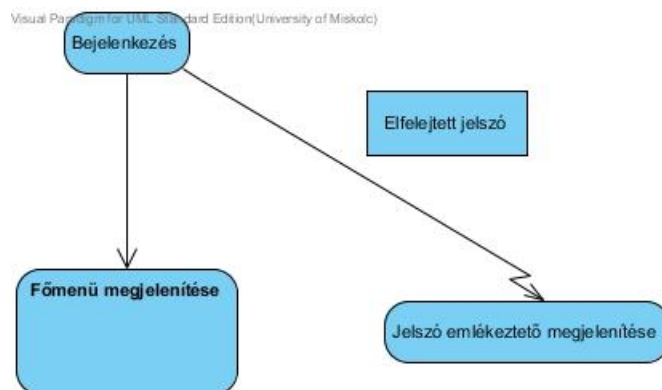 Visual Paradigm for UML Standard Edition(University of Miskolc)
Bejelenkezés
Elfelejtett jelszó
Főmenü megjelenítése
Jelszó emlékeztető megjelenítése